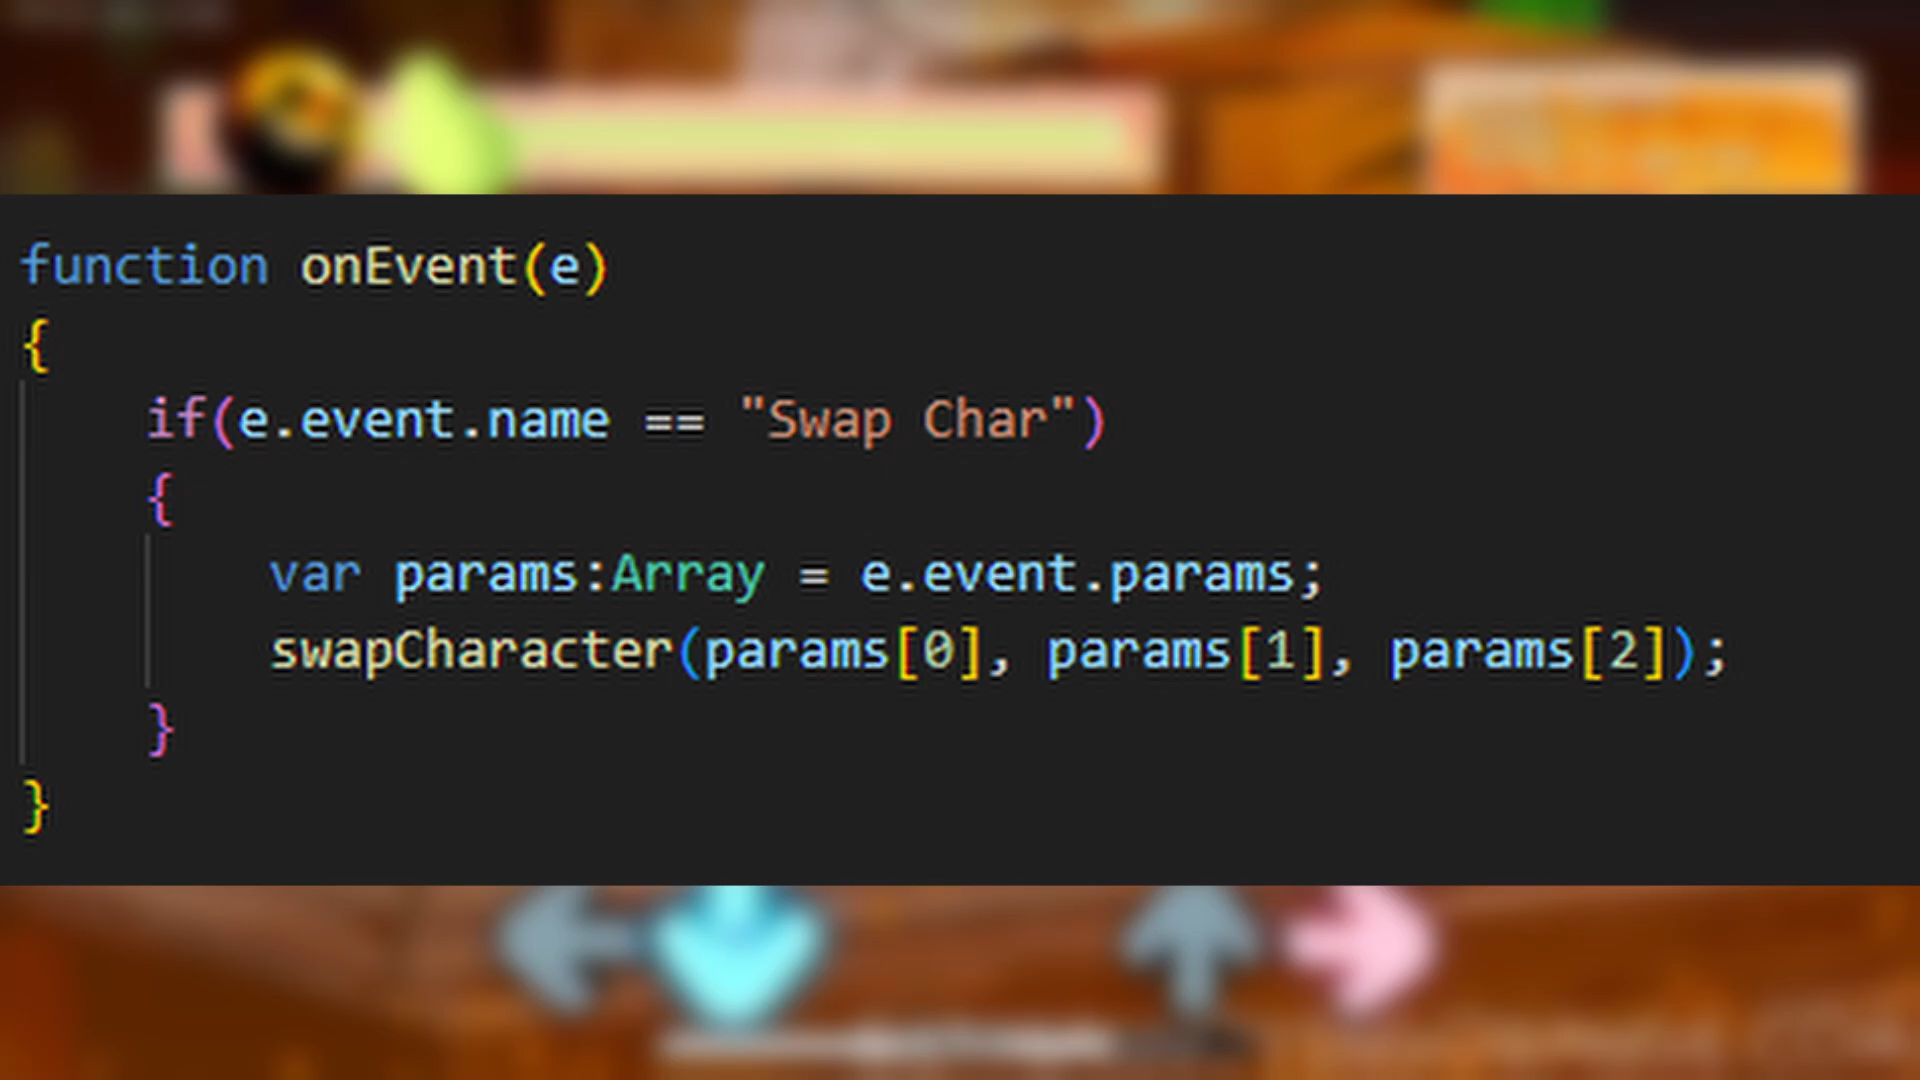 function onEvent(e)
{
if(e.event.name == "Swap Char")
{
var params:Array = e.event.params;
swapCharacter(params[0], params[1], params[2]);
}
}